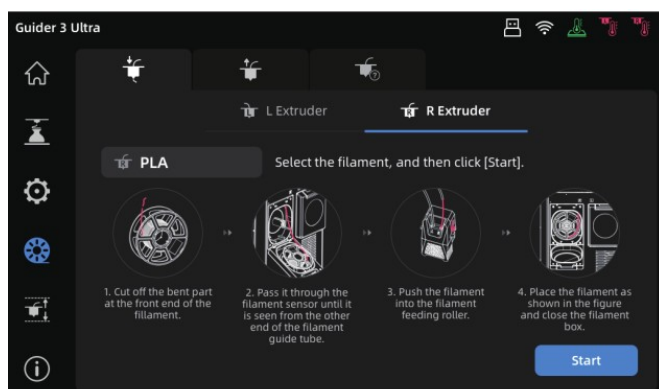 Guider 3 Ultra
L Extruder
R Extruder
PLA
Select the filament, and then click [Start].
1. Cut off the bent part
at the front end of the
fillament.
2. Pass it through the
filament sensor until it
is seen from the other
end of the filament
guide tube.
3. Push the filament
into the filament
feeding roller.
4. Place the filament as
shown in the figure
and close the filament
box.
Start